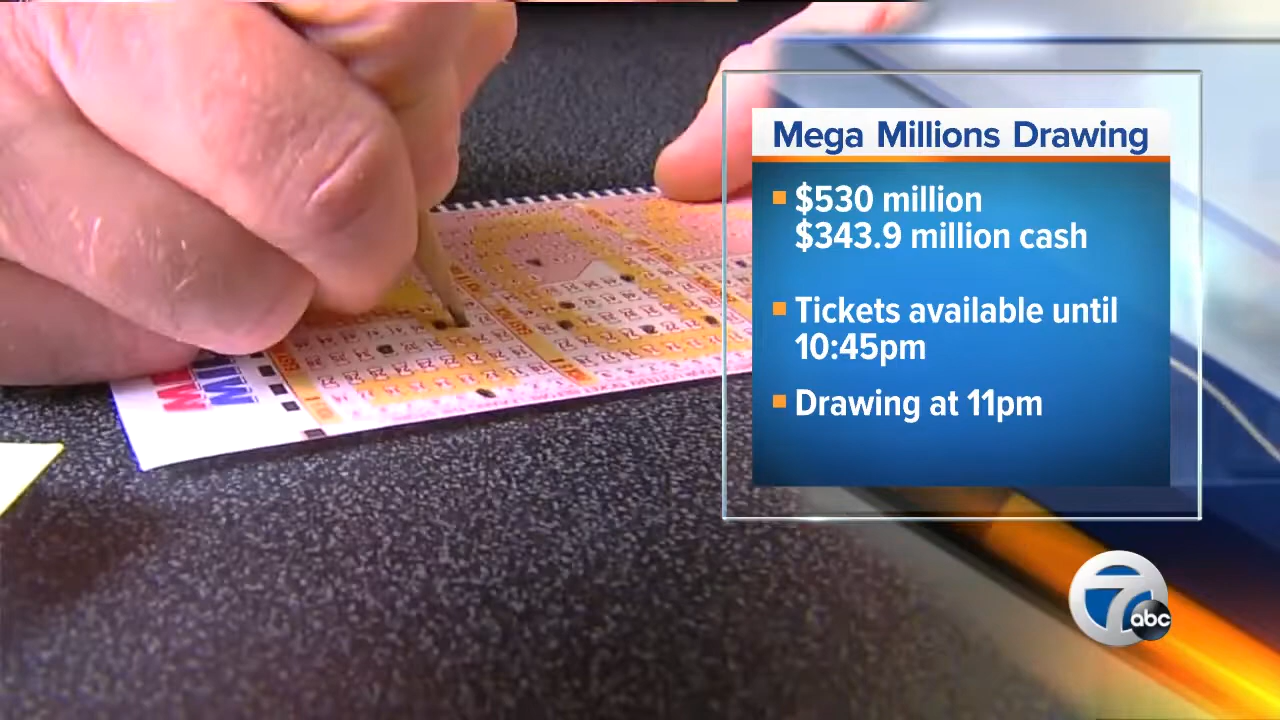 Mega Millions Drawing
$530 million
$343.9 million cash
Tickets available until
10:45pm
Drawing at 11pm
7
abc